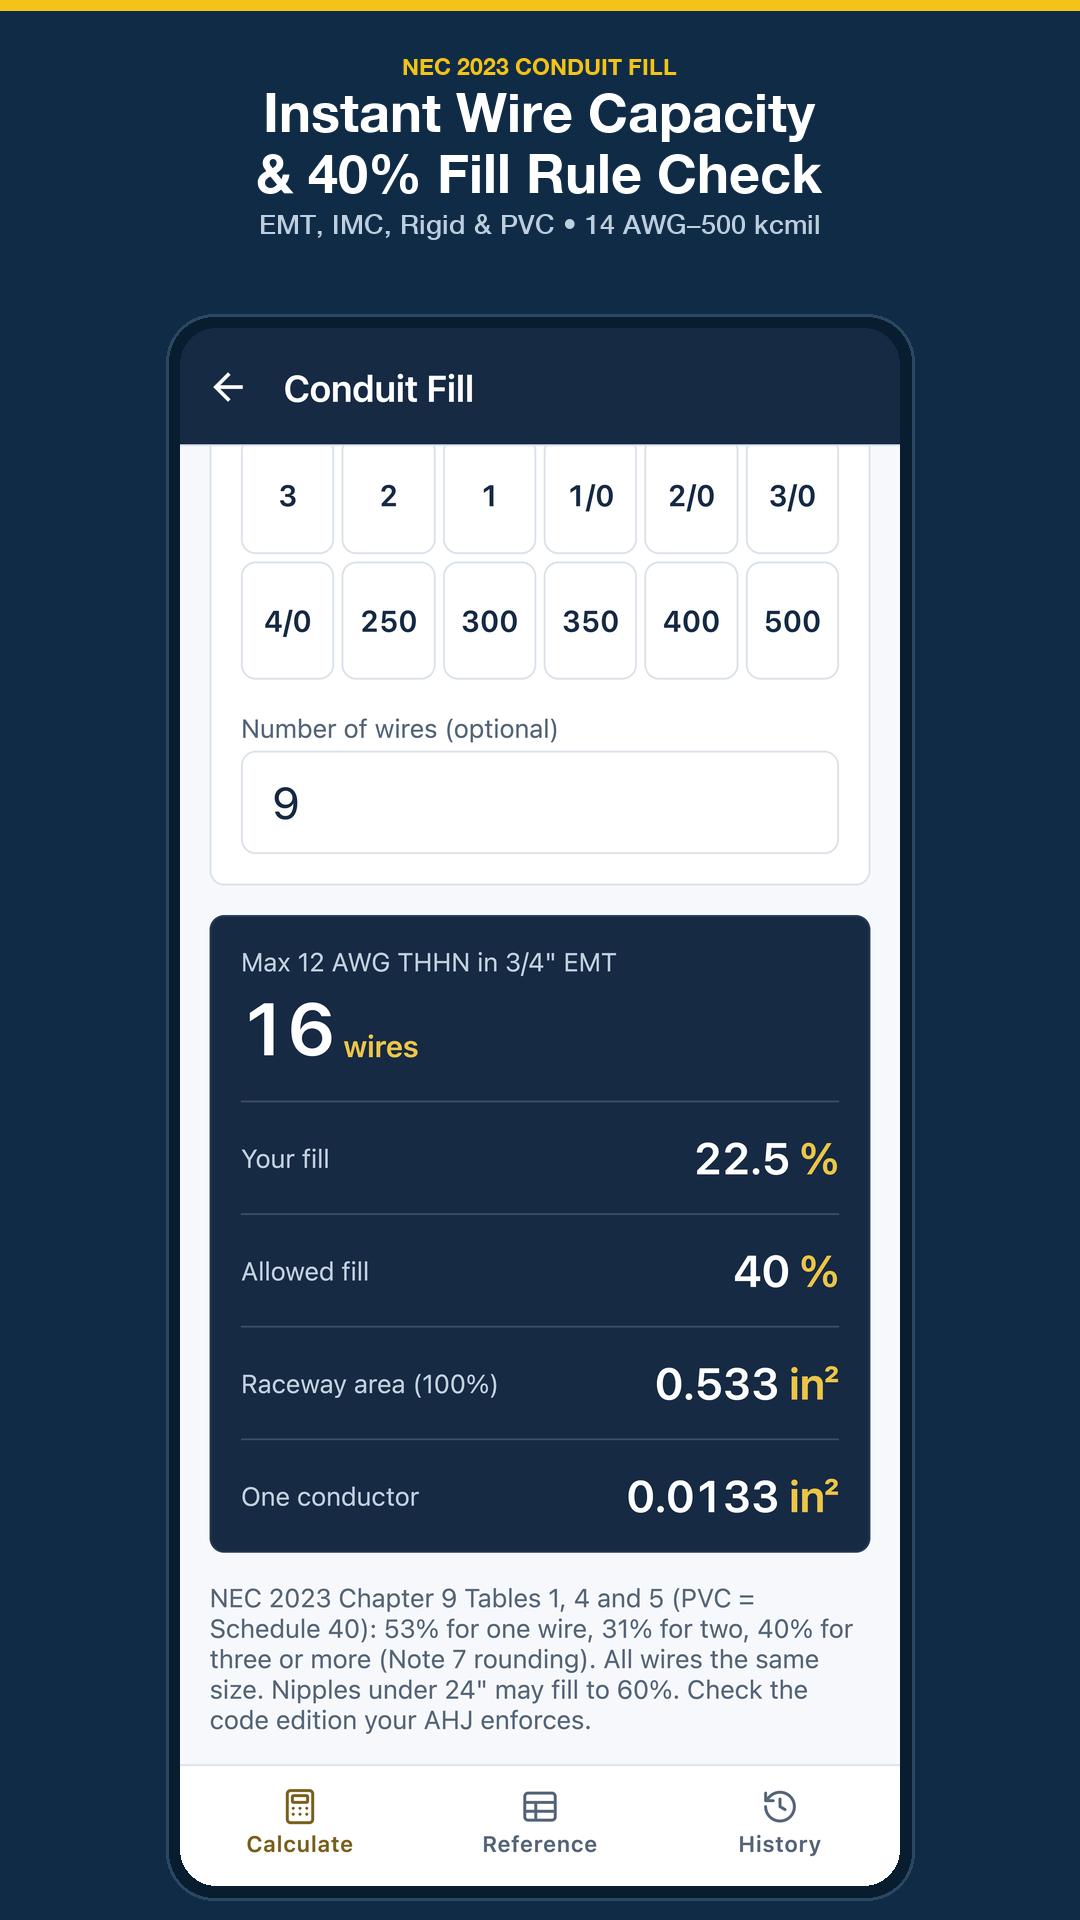 NEC 2023 CONDUIT FILL
Instant Wire Capacity
& 40% Fill Rule Check
EMT, IMC, Rigid & PVC • 14 AWG–500 kcmil
Conduit Fill
3 2 1 1/0 2/0 3/0
4/0 250 300 350 400 500
Number of wires (optional)
9
Max 12 AWG THHN in 3/4" EMT
16 wires
Your fill 22.5 %
Allowed fill 40 %
Raceway area (100%) 0.533 in²
One conductor 0.0133 in²
NEC 2023 Chapter 9 Tables 1, 4 and 5 (PVC =
Schedule 40): 53% for one wire, 31% for two, 40% for
three or more (Note 7 rounding). All wires the same
size. Nipples under 24" may fill to 60%. Check the
code edition your AHJ enforces.
Calculate Reference History